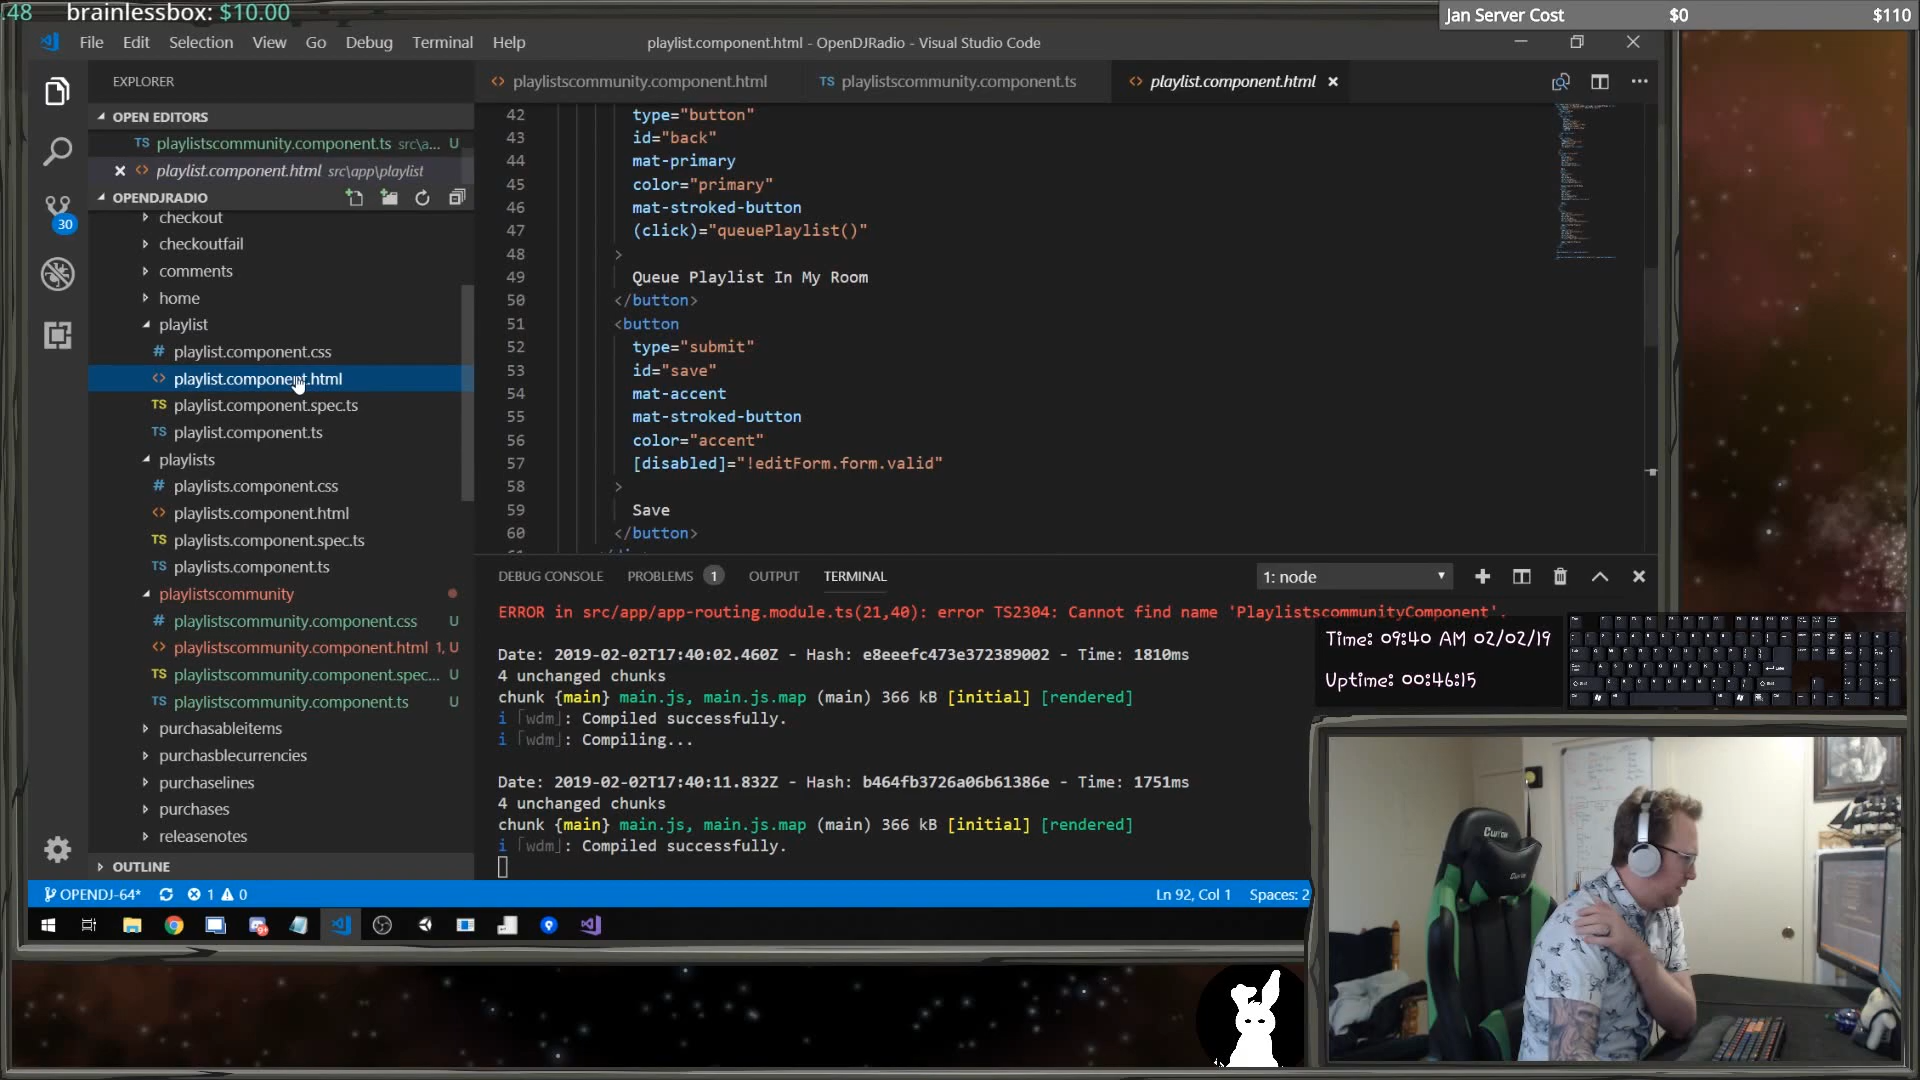 .48 brainlessbox: $10.00
Jan Server Cost $0 $110
File Edit Selection View Go Debug Terminal Help
playlist.component.html - OpenDJRadio - Visual Studio Code
EXPLORER
OPEN EDITORS
TS playlistscommunity.component.ts src\a... U
playlist.component.html src\app\playlist
OPENDJRADIO
checkout
checkoutfail
comments
home
playlist
# playlist.component.css
<> playlist.component.html
TS playlist.component.spec.ts
TS playlist.component.ts
playlists
# playlists.component.css
<> playlists.component.html
TS playlists.component.spec.ts
TS playlists.component.ts
playlistscommunity
# playlistscommunity.component.css U
<> playlistscommunity.component.html 1, U
TS playlistscommunity.component.spec... U
TS playlistscommunity.component.ts U
purchasableitems
purchasblecurrencies
purchaselines
purchases
releasenotes
OUTLINE
30
<> playlistscommunity.component.html
TS playlistscommunity.component.ts
<> playlist.component.html
42 type="button"
43 id="back"
44 mat-primary
45 color="primary"
46 mat-stroked-button
47 (click)="queuePlaylist()"
48 >
49 Queue Playlist In My Room
50 </button>
51 <button
52 type="submit"
53 id="save"
54 mat-accent
55 mat-stroked-button
56 color="accent"
57 [disabled]="!editForm.form.valid"
58 >
59 Save
60 </button>
DEBUG CONSOLE PROBLEMS 1 OUTPUT TERMINAL 1: node
ERROR in src/app/app-routing.module.ts(21,40): error TS2304: Cannot find name 'PlaylistscommunityComponent'.
Date: 2019-02-02T17:40:02.460Z - Hash: e8eeefc473e372389002 - Time: 1810ms
4 unchanged chunks
chunk {main} main.js, main.js.map (main) 366 kB [initial] [rendered]
i ｢wdm｣: Compiled successfully.
i ｢wdm｣: Compiling...
Date: 2019-02-02T17:40:11.832Z - Hash: b464fb3726a06b61386e - Time: 1751ms
4 unchanged chunks
chunk {main} main.js, main.js.map (main) 366 kB [initial] [rendered]
i ｢wdm｣: Compiled successfully.
Time: 09:40 AM 02/02/19
Uptime: 00:46:15
OPENDJ-64* 1 0
Ln 92, Col 1 Spaces: 2